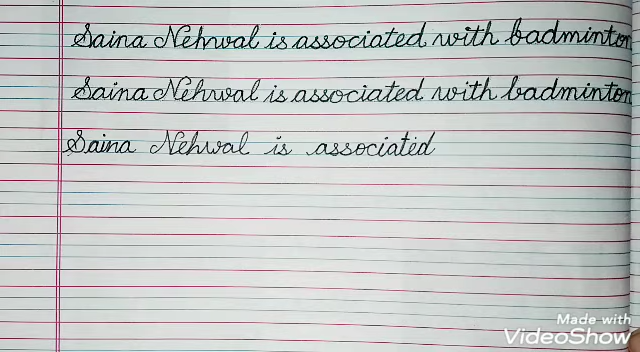 Saina Nehwal is associated with badminton
Saina Nehwal is associated with badminton
Saina Nehwal is associated
Made with
VideoShow